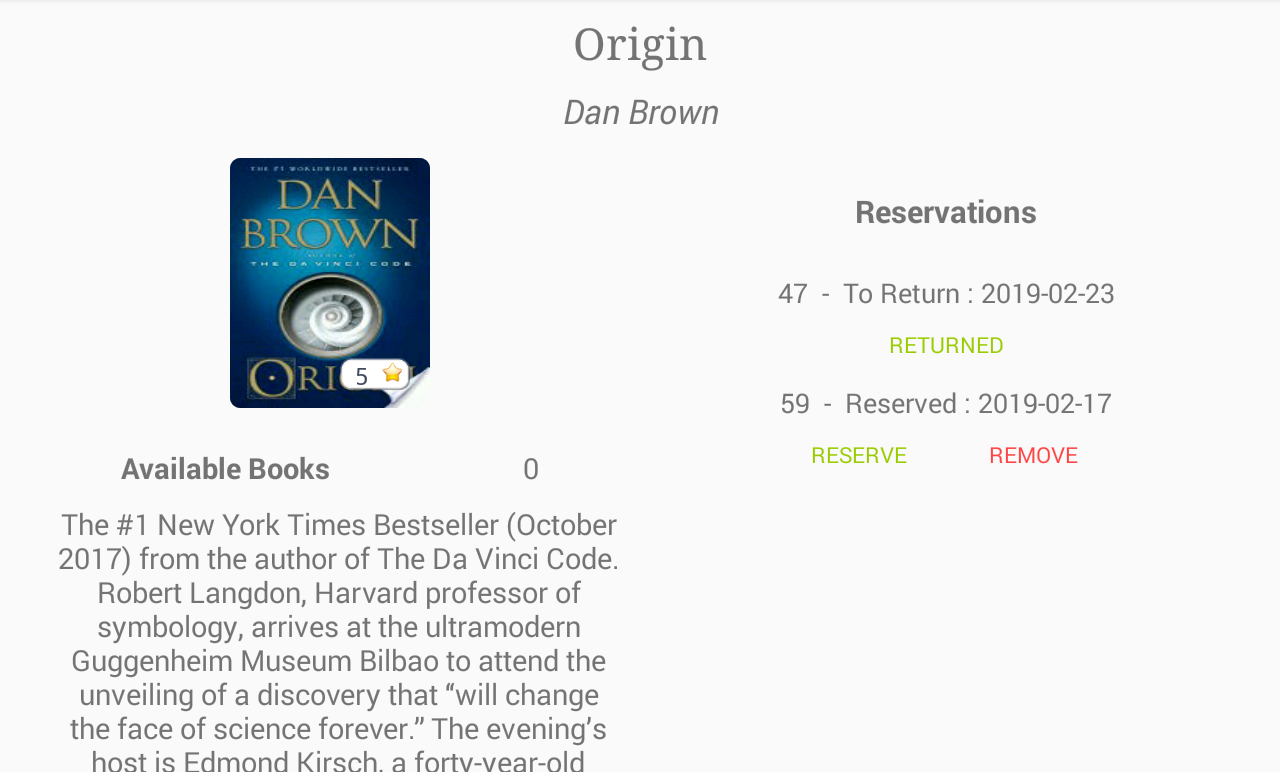 Origin
Dan Brown
THE #1 WORLDWIDE BESTSELLER
DAN
BROWN
AUTHOR OF
THE DA VINCI CODE
5
Available Books 0
The #1 New York Times Bestseller (October
2017) from the author of The Da Vinci Code.
Robert Langdon, Harvard professor of
symbology, arrives at the ultramodern
Guggenheim Museum Bilbao to attend the
unveiling of a discovery that “will change
the face of science forever.” The evening’s
host is Edmond Kirsch, a forty-year-old
Reservations
47 - To Return : 2019-02-23
RETURNED
59 - Reserved : 2019-02-17
RESERVE REMOVE